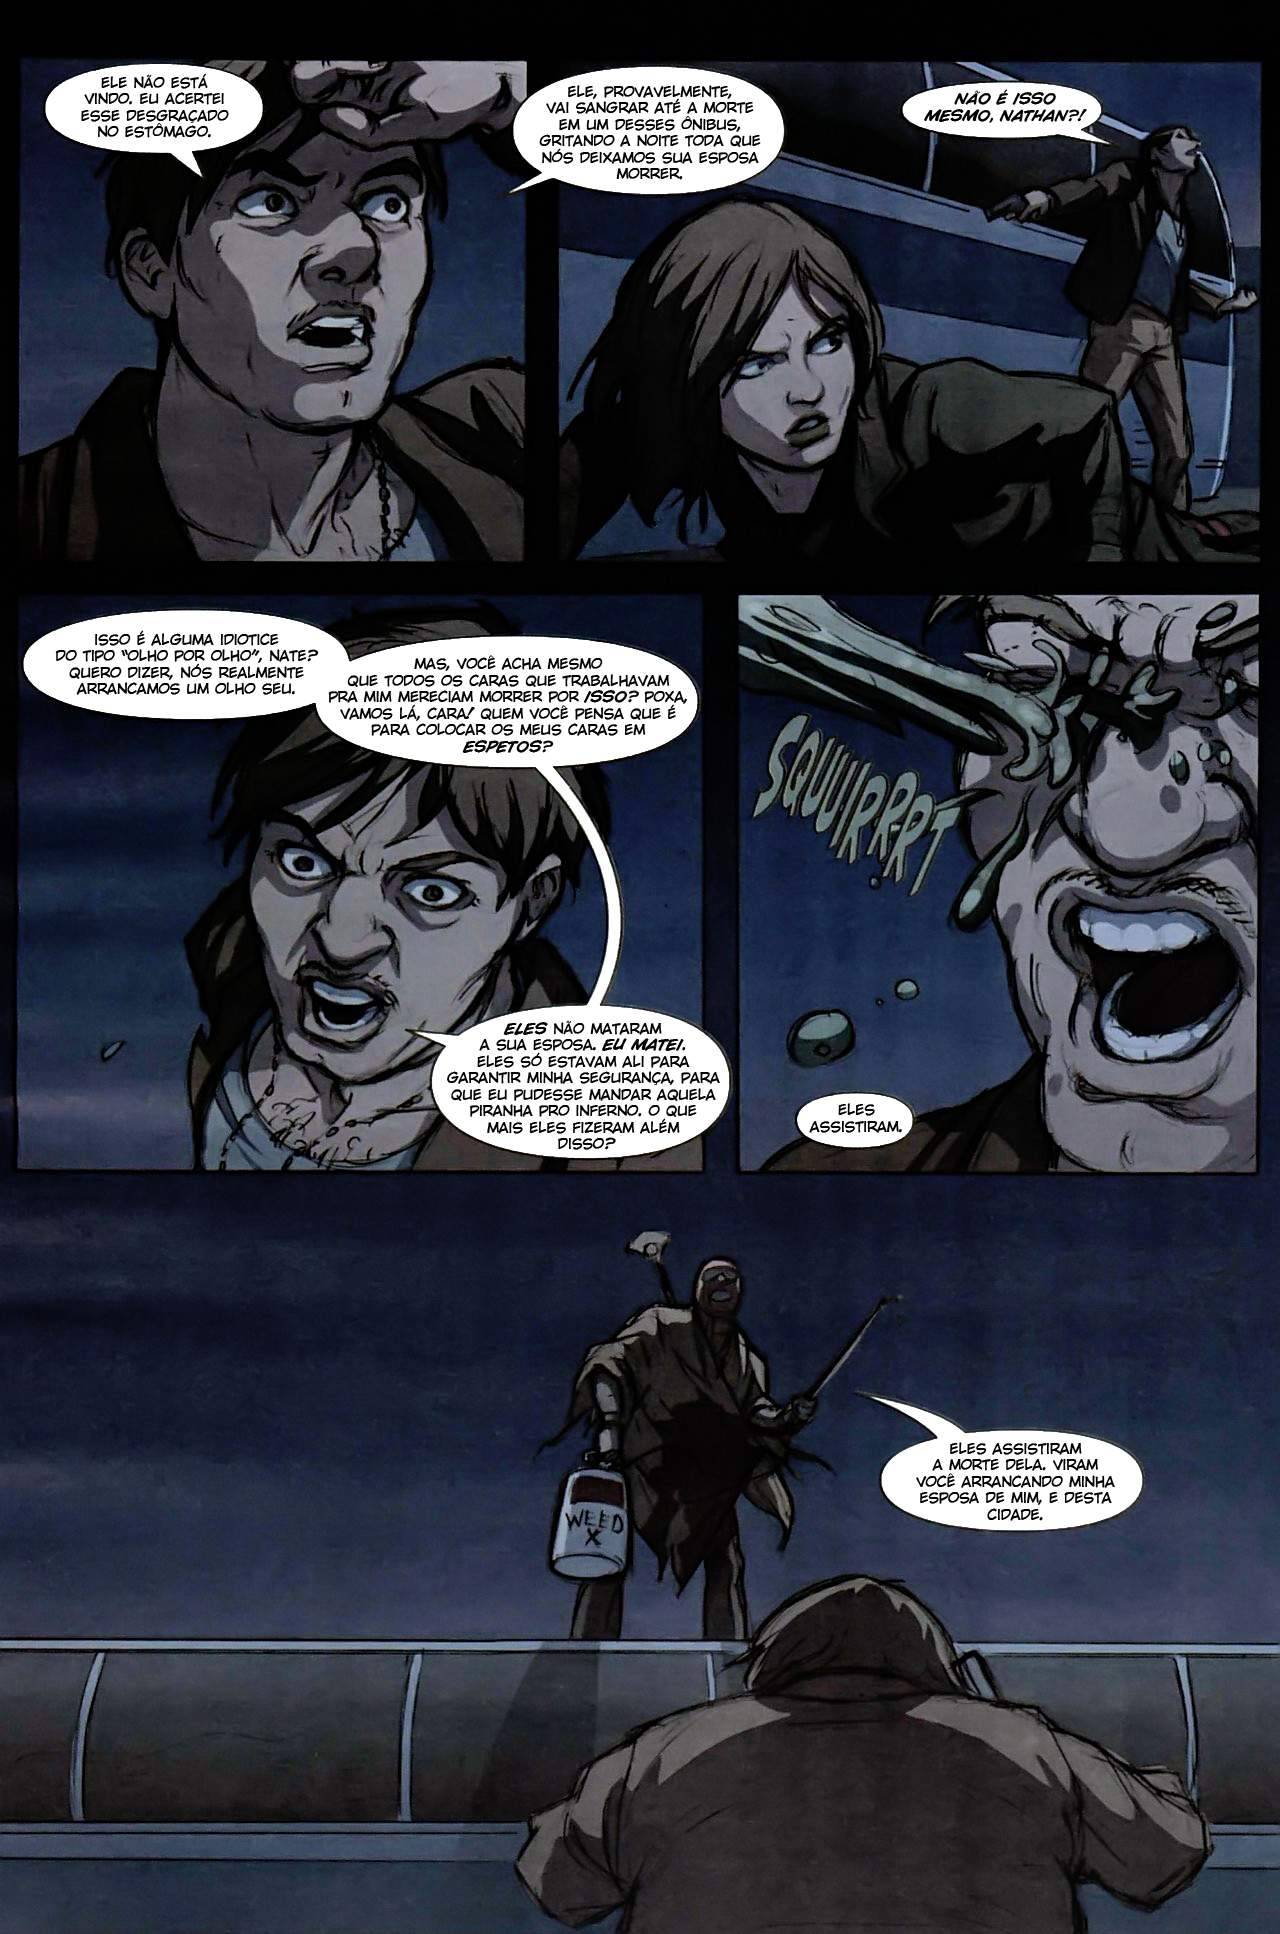 ELE NÃO ESTÁ
VINDO. EU ACERTEI
ESSE DESGRAÇADO
NO ESTÔMAGO.
ELE, PROVAVELMENTE,
VAI SANGRAR ATÉ A MORTE
EM UM DESSES ÔNIBUS,
GRITANDO A NOITE TODA QUE
NÓS DEIXAMOS SUA ESPOSA
MORRER.
NÃO É ISSO
MESMO, NATHAN?!
ISSO É ALGUMA IDIOTICE
DO TIPO "OLHO POR OLHO", NATE?
QUERO DIZER, NÓS REALMENTE
ARRANCAMOS UM OLHO SEU.
MAS, VOCÊ ACHA MESMO
QUE TODOS OS CARAS QUE TRABALHAVAM
PRA MIM MERECIAM MORRER POR ISSO? POXA,
VAMOS LÁ, CARA! QUEM VOCÊ PENSA QUE É
PARA COLOCAR OS MEUS CARAS EM
ESPETOS?
ELES NÃO MATARAM
A SUA ESPOSA. EU MATEI.
ELES SÓ ESTAVAM ALI PARA
GARANTIR MINHA SEGURANÇA, PARA
QUE EU PUDESSE MANDAR AQUELA
PIRANHA PRO INFERNO. O QUE
MAIS ELES FIZERAM ALÉM
DISSO?
SQUUIRR-RT
ELES
ASSISTIRAM.
ELES ASSISTIRAM
A MORTE DELA. VIRAM
VOCÊ ARRANCANDO MINHA
ESPOSA DE MIM, E DESTA
CIDADE.
WEED
X